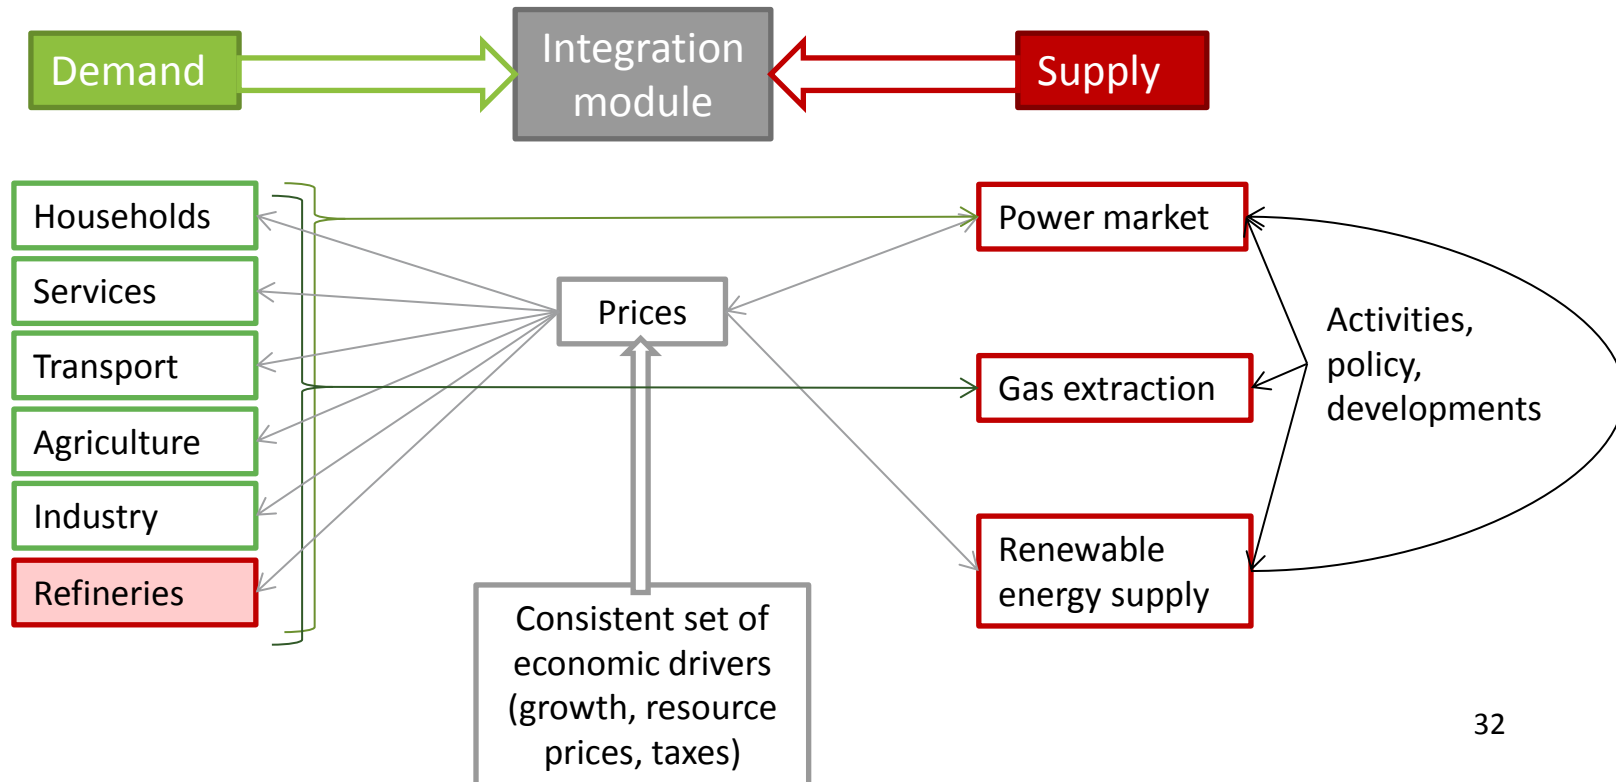 Demand
Integration
module
Supply
Households
Services
Transport
Agriculture
Industry
Refineries
Prices
Consistent set of
economic drivers
(growth, resource
prices, taxes)
Power market
Gas extraction
Renewable
energy supply
Activities,
policy,
developments
32